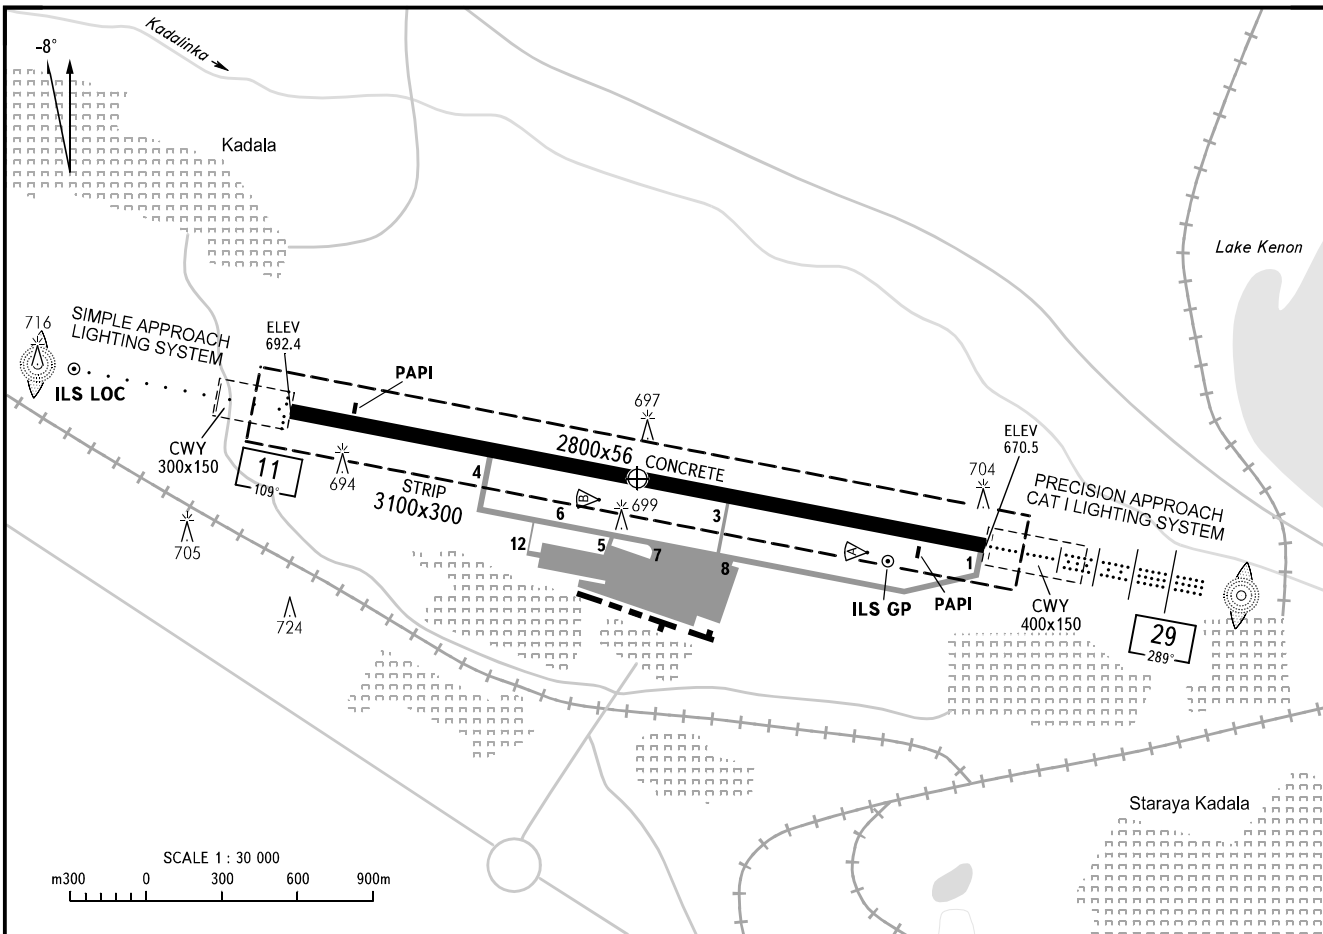 Kadalinka
-8°
Kadala
Lake Kenon
716
SIMPLE APPROACH
LIGHTING SYSTEM
ELEV
692.4
PAPI
ILS LOC
697
CWY
300x150
11
109°
694
4
2800x56
CONCRETE
ELEV
670.5
704
PRECISION APPROACH
CAT I LIGHTING SYSTEM
STRIP
3100x300
B
699
6
3
705
12
5
7
8
A
1
ILS GP
PAPI
CWY
400x150
724
29
289°
Staraya Kadala
SCALE 1 : 30 000
m300 0 300 600 900m